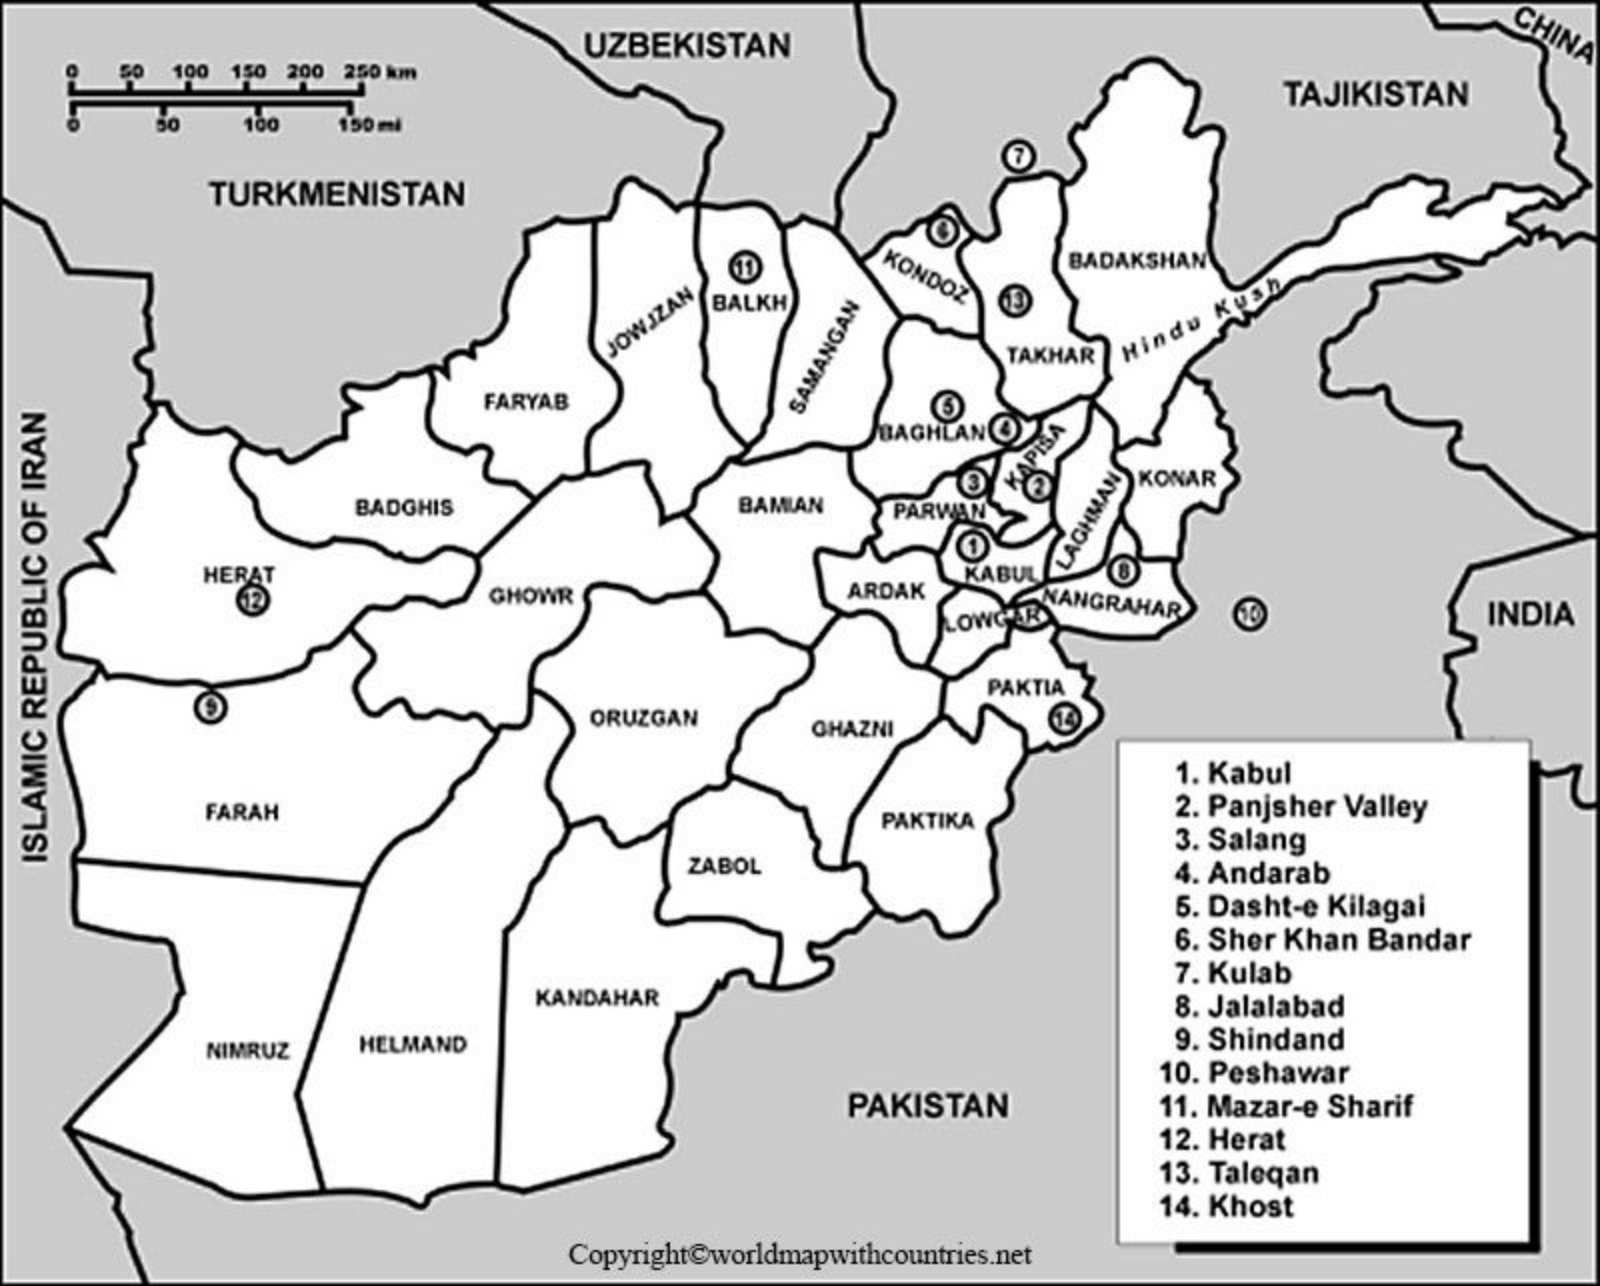 UZBEKISTAN
CHINA
0 50 100 150 200 250 km
0 50 100 150 mi
TAJIKISTAN
TURKMENISTAN
7
6
11
13
KONDOZ
BADAKSHAN
BALKH
JOWJZAN
SAMANGAN
Hindu Kush
TAKHAR
FARYAB
5
BAGHLAN
4
KAPISA
ISLAMIC REPUBLIC OF IRAN
BADGHIS
BAMIAN
3
2
PARWAN
LAGHMAN
KONAR
1
KABUL
8
HERAT
12
GHOWR
ARDAK
LOWGAR
NANGRAHAR
10
INDIA
9
ORUZGAN
GHAZNI
PAKTIA
14
FARAH
PAKTIKA
ZABOL
KANDAHAR
NIMRUZ
HELMAND
PAKISTAN
1. Kabul
2. Panjsher Valley
3. Salang
4. Andarab
5. Dasht-e Kilagai
6. Sher Khan Bandar
7. Kulab
8. Jalalabad
9. Shindand
10. Peshawar
11. Mazar-e Sharif
12. Herat
13. Taleqan
14. Khost
Copyright©worldmapwithcountries.net